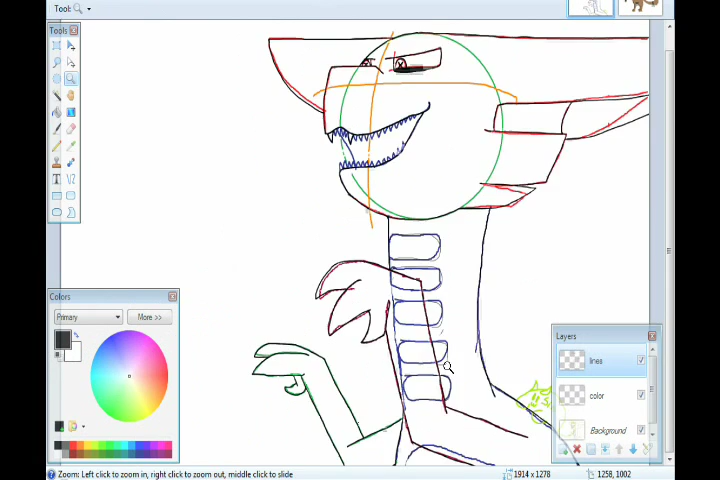 Tool:
Tools
Colors
Primary
More >>
Layers
lines
color
Background
Zoom: Left click to zoom in, right click to zoom out, middle click to slide
1914 x 1278
1258, 1002